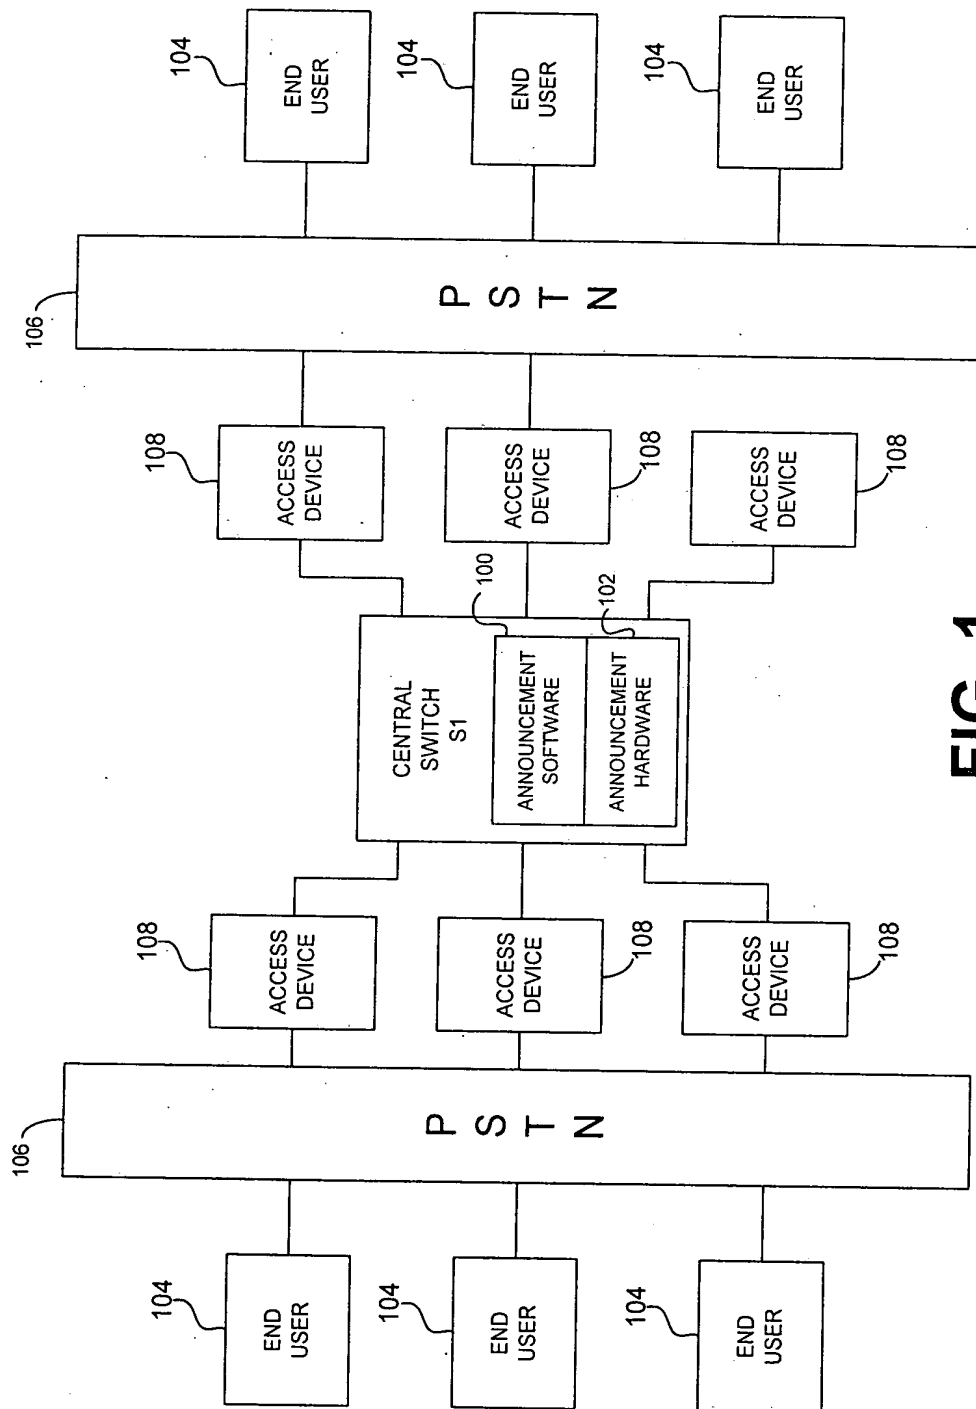 106
106
104
END
USER
108
ACCESS
DEVICE
108
ACCESS
DEVICE
104
END
USER
P
S
T
N
CENTRAL
SWITCH
S1
P
S
T
N
104
END
USER
ACCESS
DEVICE
108
100
ANNOUNCEMENT
SOFTWARE
ACCESS
DEVICE
108
104
END
USER
102
ANNOUNCEMENT
HARDWARE
104
END
USER
ACCESS
DEVICE
108
ACCESS
DEVICE
108
104
END
USER
FIG. 1